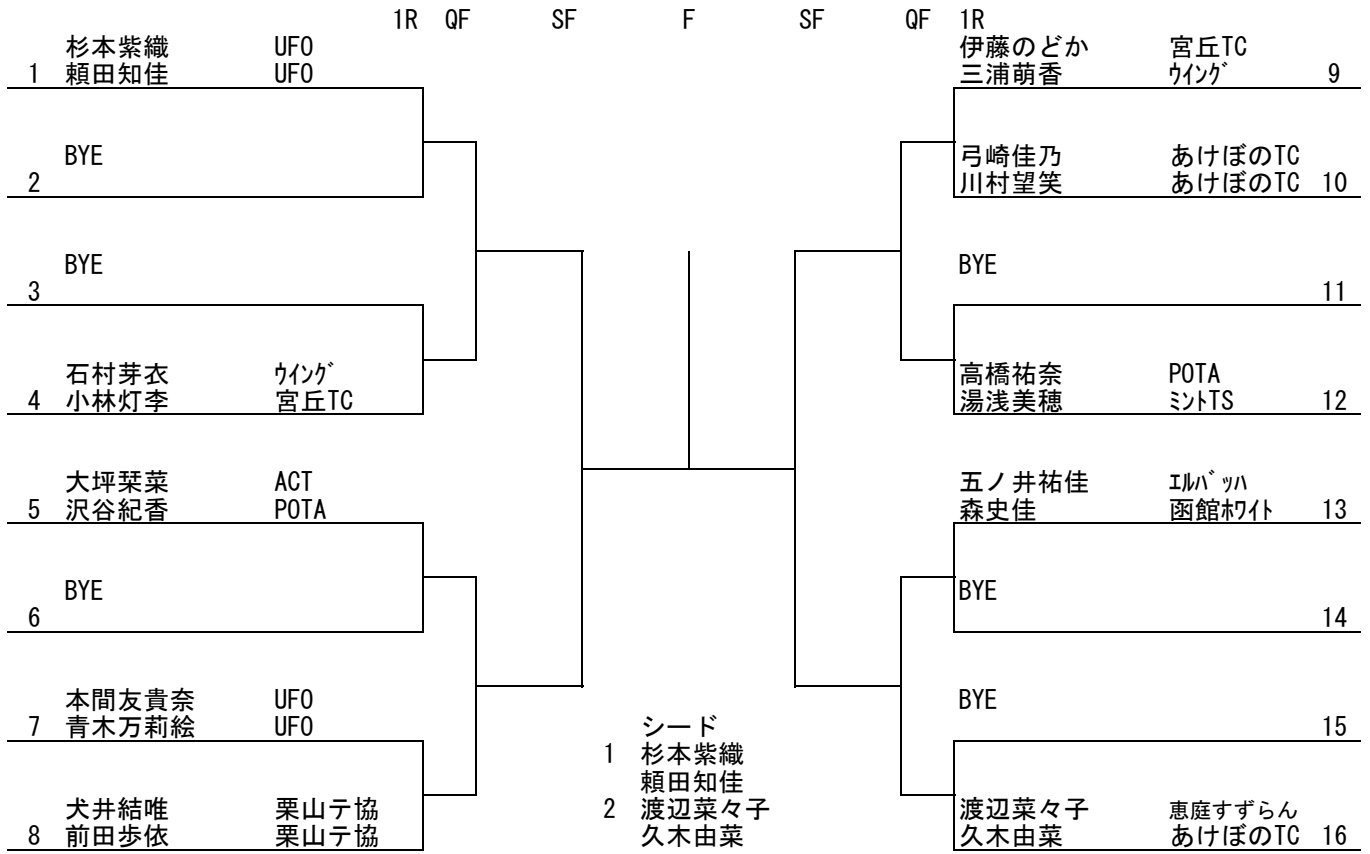 1R QF SF F SF QF 1R
杉本紫織 UFO
1 頼田知佳 UFO
BYE
2
BYE
3
石村芽衣 ｳｲﾝｸﾞ
4 小林灯李 宮丘TC
大坪栞菜 ACT
5 沢谷紀香 POTA
BYE
6
本間友貴奈 UFO
7 青木万莉絵 UFO
犬井結唯 栗山テ協
8 前田歩依 栗山テ協
シード
1 杉本紫織
頼田知佳
2 渡辺菜々子
久木由菜
伊藤のどか 宮丘TC
三浦萌香 ｳｲﾝｸﾞ 9
弓崎佳乃 あけぼのTC
川村望笑 あけぼのTC 10
BYE
11
高橋祐奈 POTA
湯浅美穂 ﾐﾝﾄTS 12
五ノ井祐佳 ｴﾙﾊﾞｯﾊ
森史佳 函館ﾎﾜｲﾄ 13
BYE
14
BYE
15
渡辺菜々子 恵庭すずらん
久木由菜 あけぼのTC 16